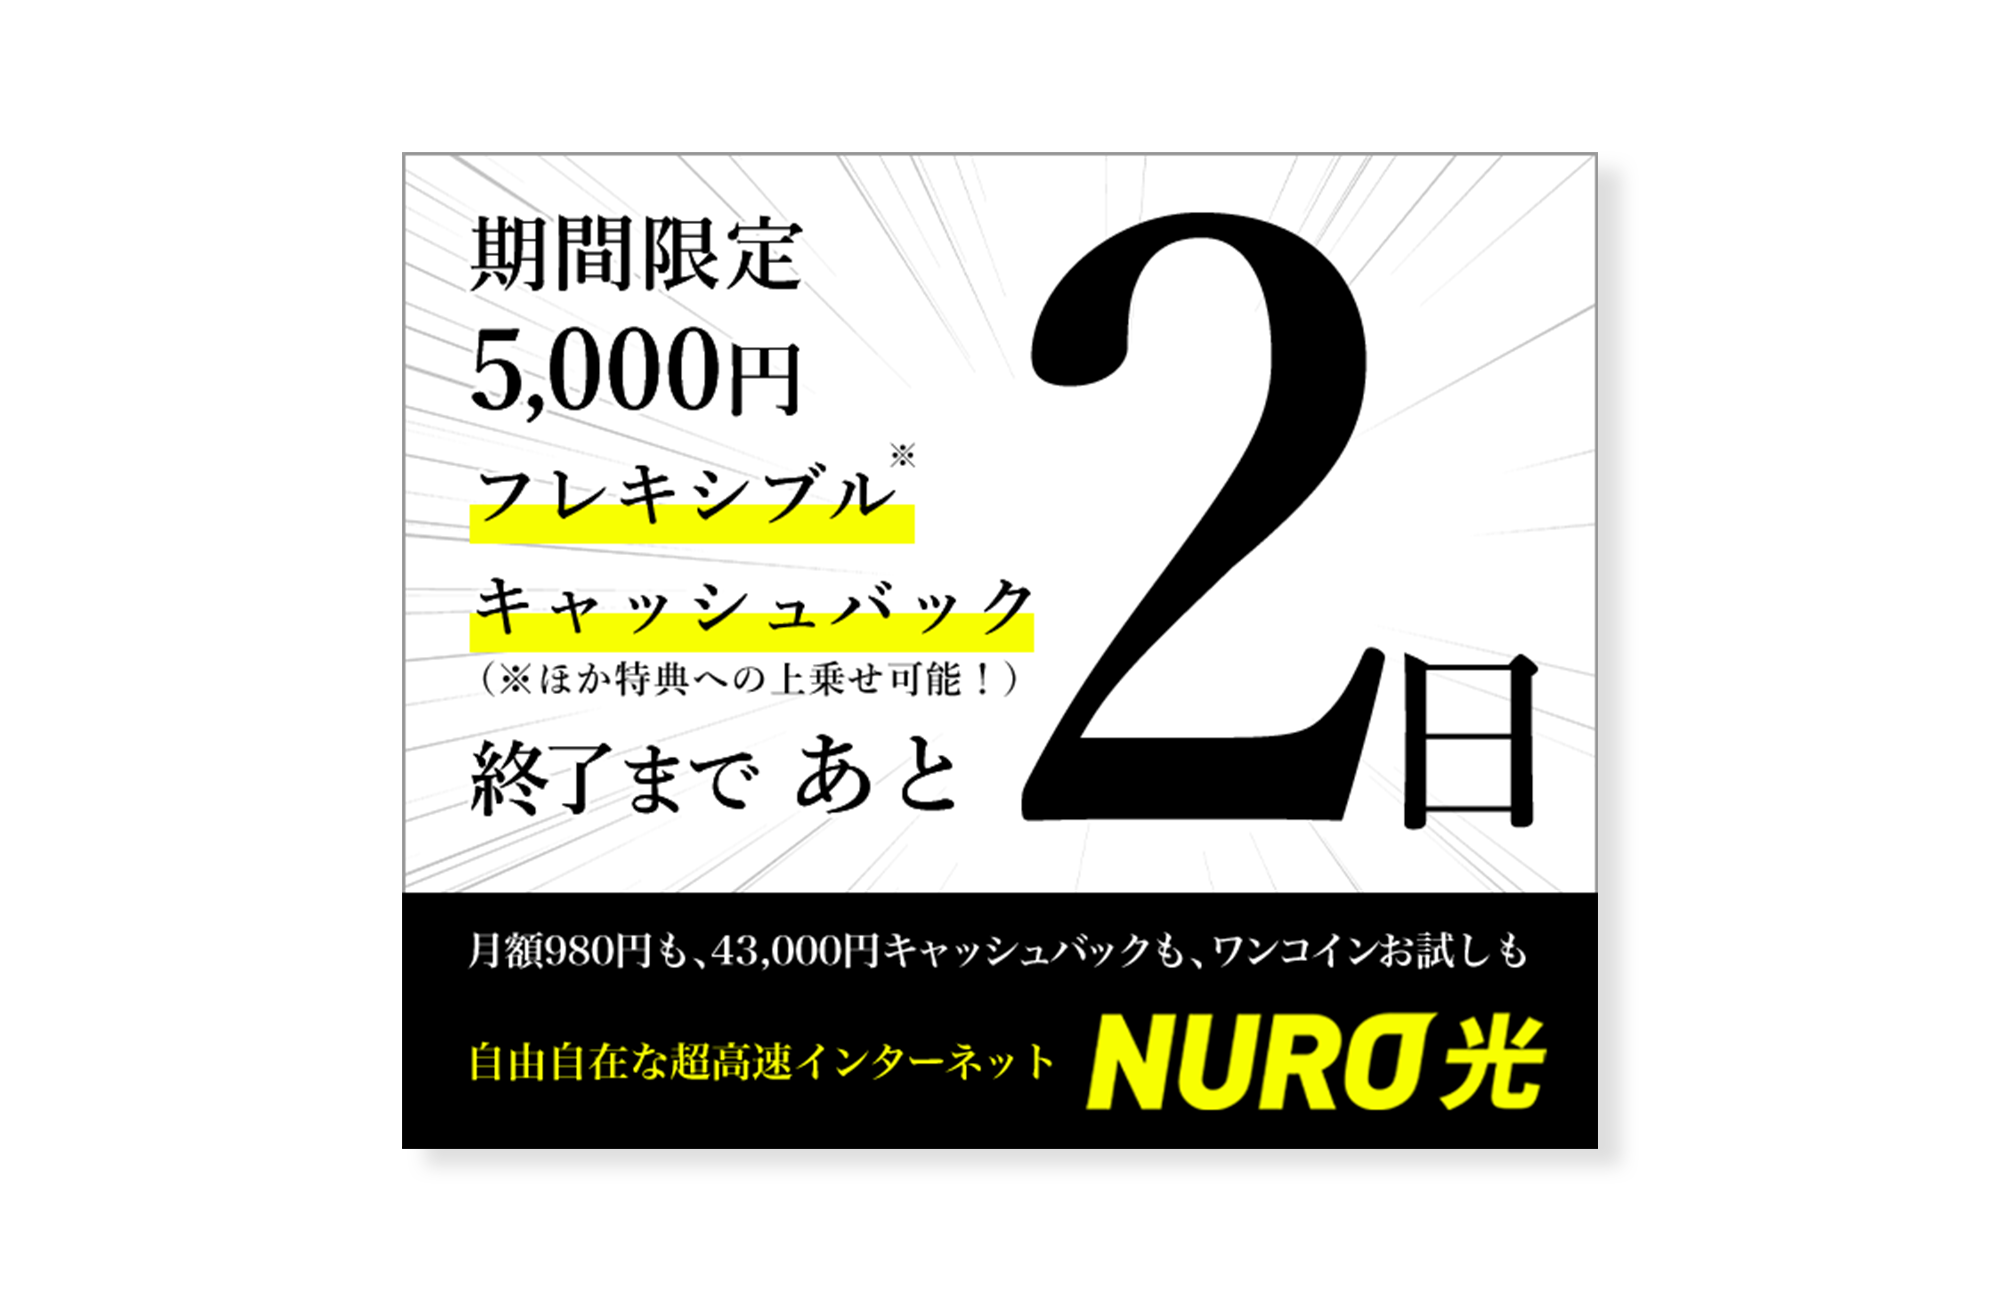 期間限定
5,000円
フレキシブル※
キャッシュバック
（※ほか特典への上乗せ可能！）
終了まで あと 2日
月額980円も、43,000円キャッシュバックも、ワンコインお試しも
自由自在な超高速インターネット NURO 光